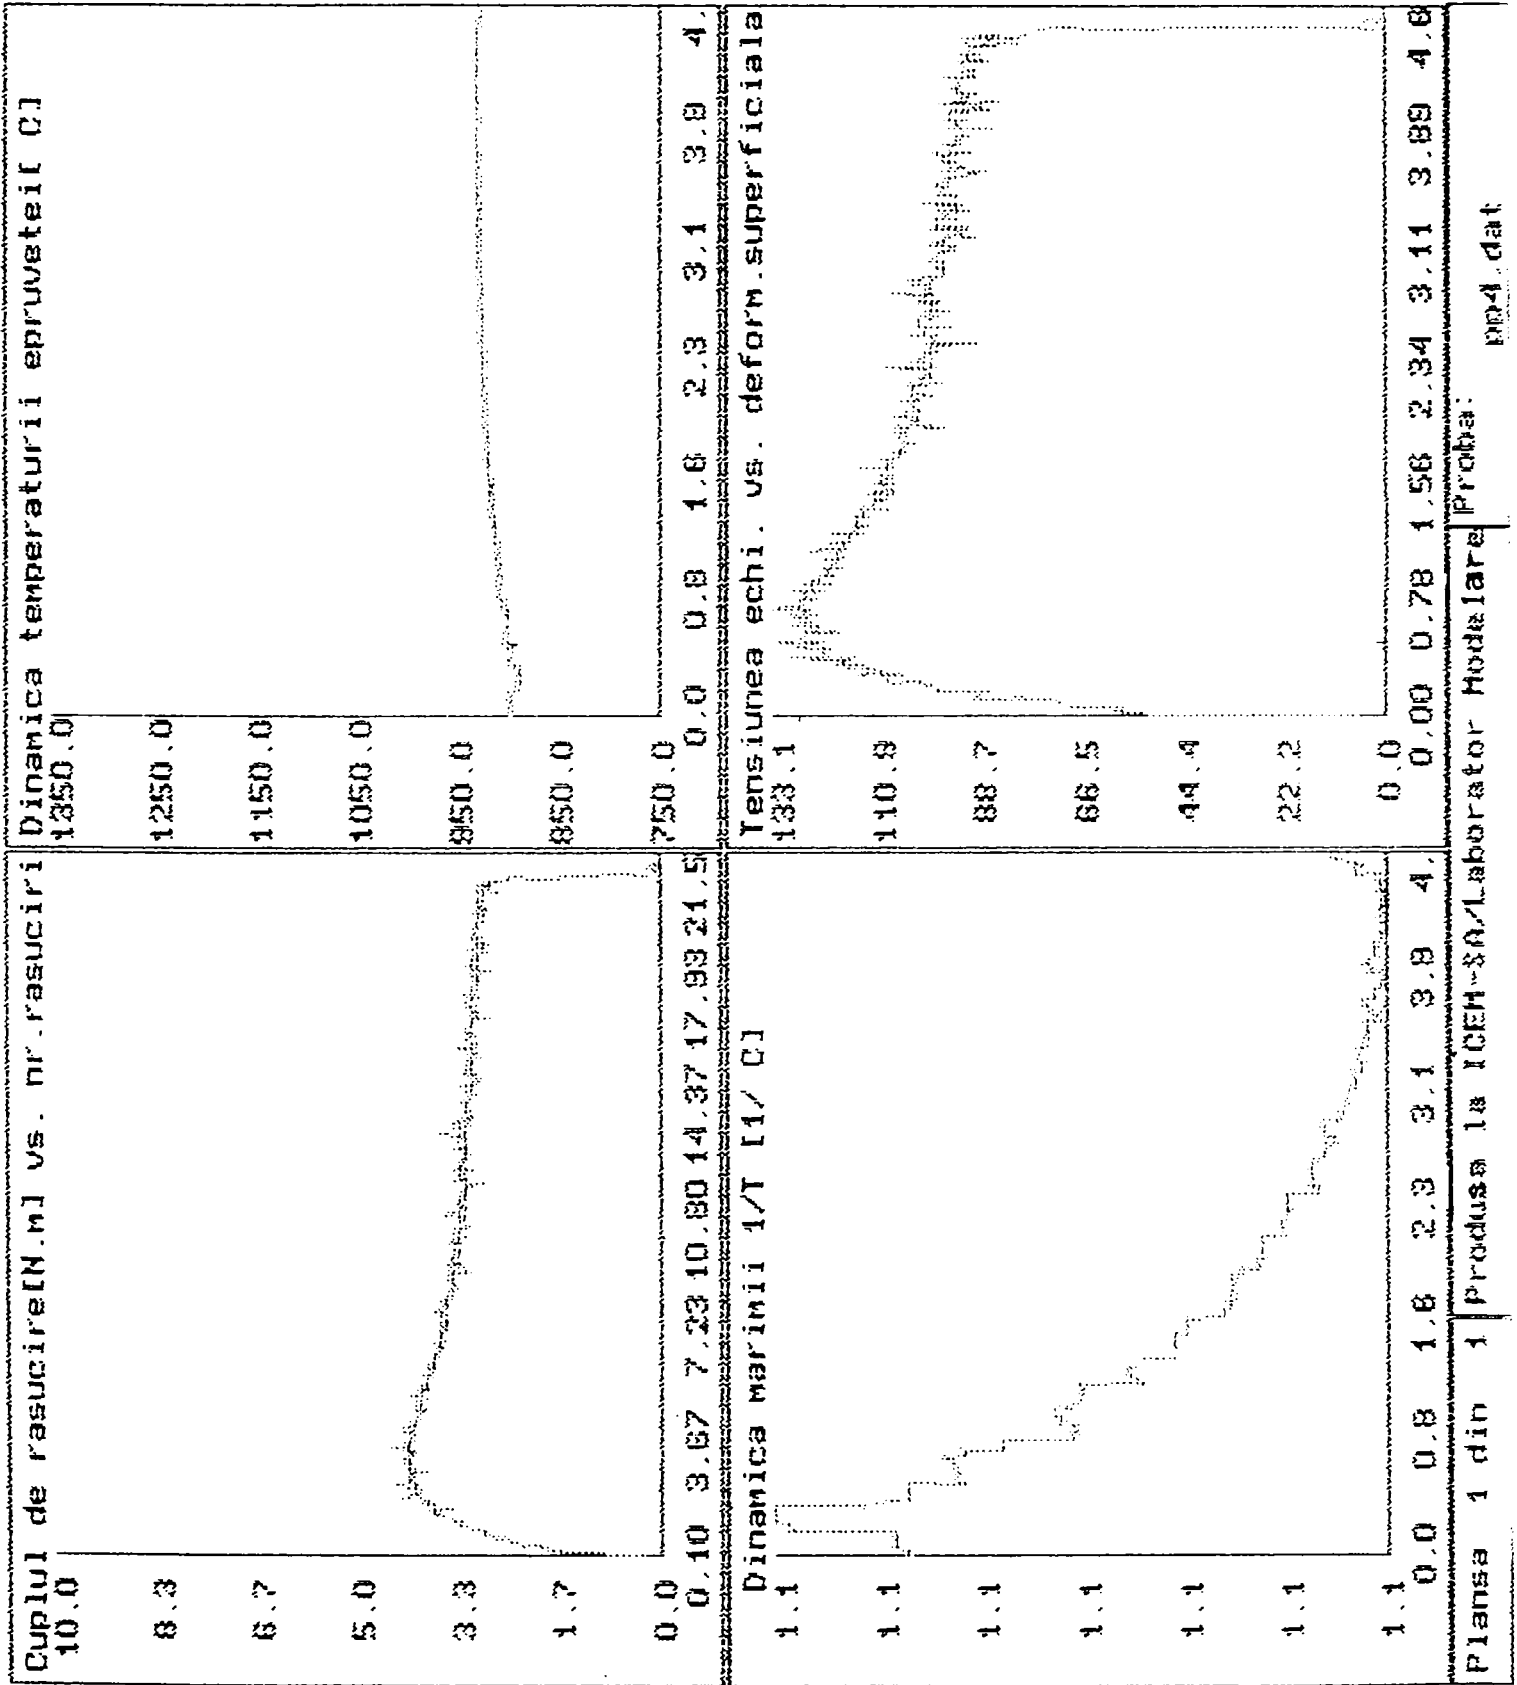 Cuplul de rasucire[N.m] vs. nr.rasuciri
10.0
8.3
6.7
5.0
3.3
1.7
0.0
0.10 3.67 7.23 10.80 14.37 17.93 21.5
Dinamica temperaturii epruvetei[ C]
1350.0
1250.0
1150.0
1050.0
950.0
850.0
750.0
0.0 0.8 1.6 2.3 3.1 3.9 4.
Dinamica marimii 1/T [1/ C]
1.1
1.1
1.1
1.1
1.1
1.1
1.1
0.0 0.8 1.6 2.3 3.1 3.9 4.
Tensiunea echi. vs. deform.superficiala
133.1
110.9
88.7
66.5
44.4
22.2
0.0
0.00 0.78 1.56 2.34 3.11 3.89 4.6
Plansa 1 din 1
Produsa la ICEM-SA/Laborator Modelare
Proba:
pp4.dat